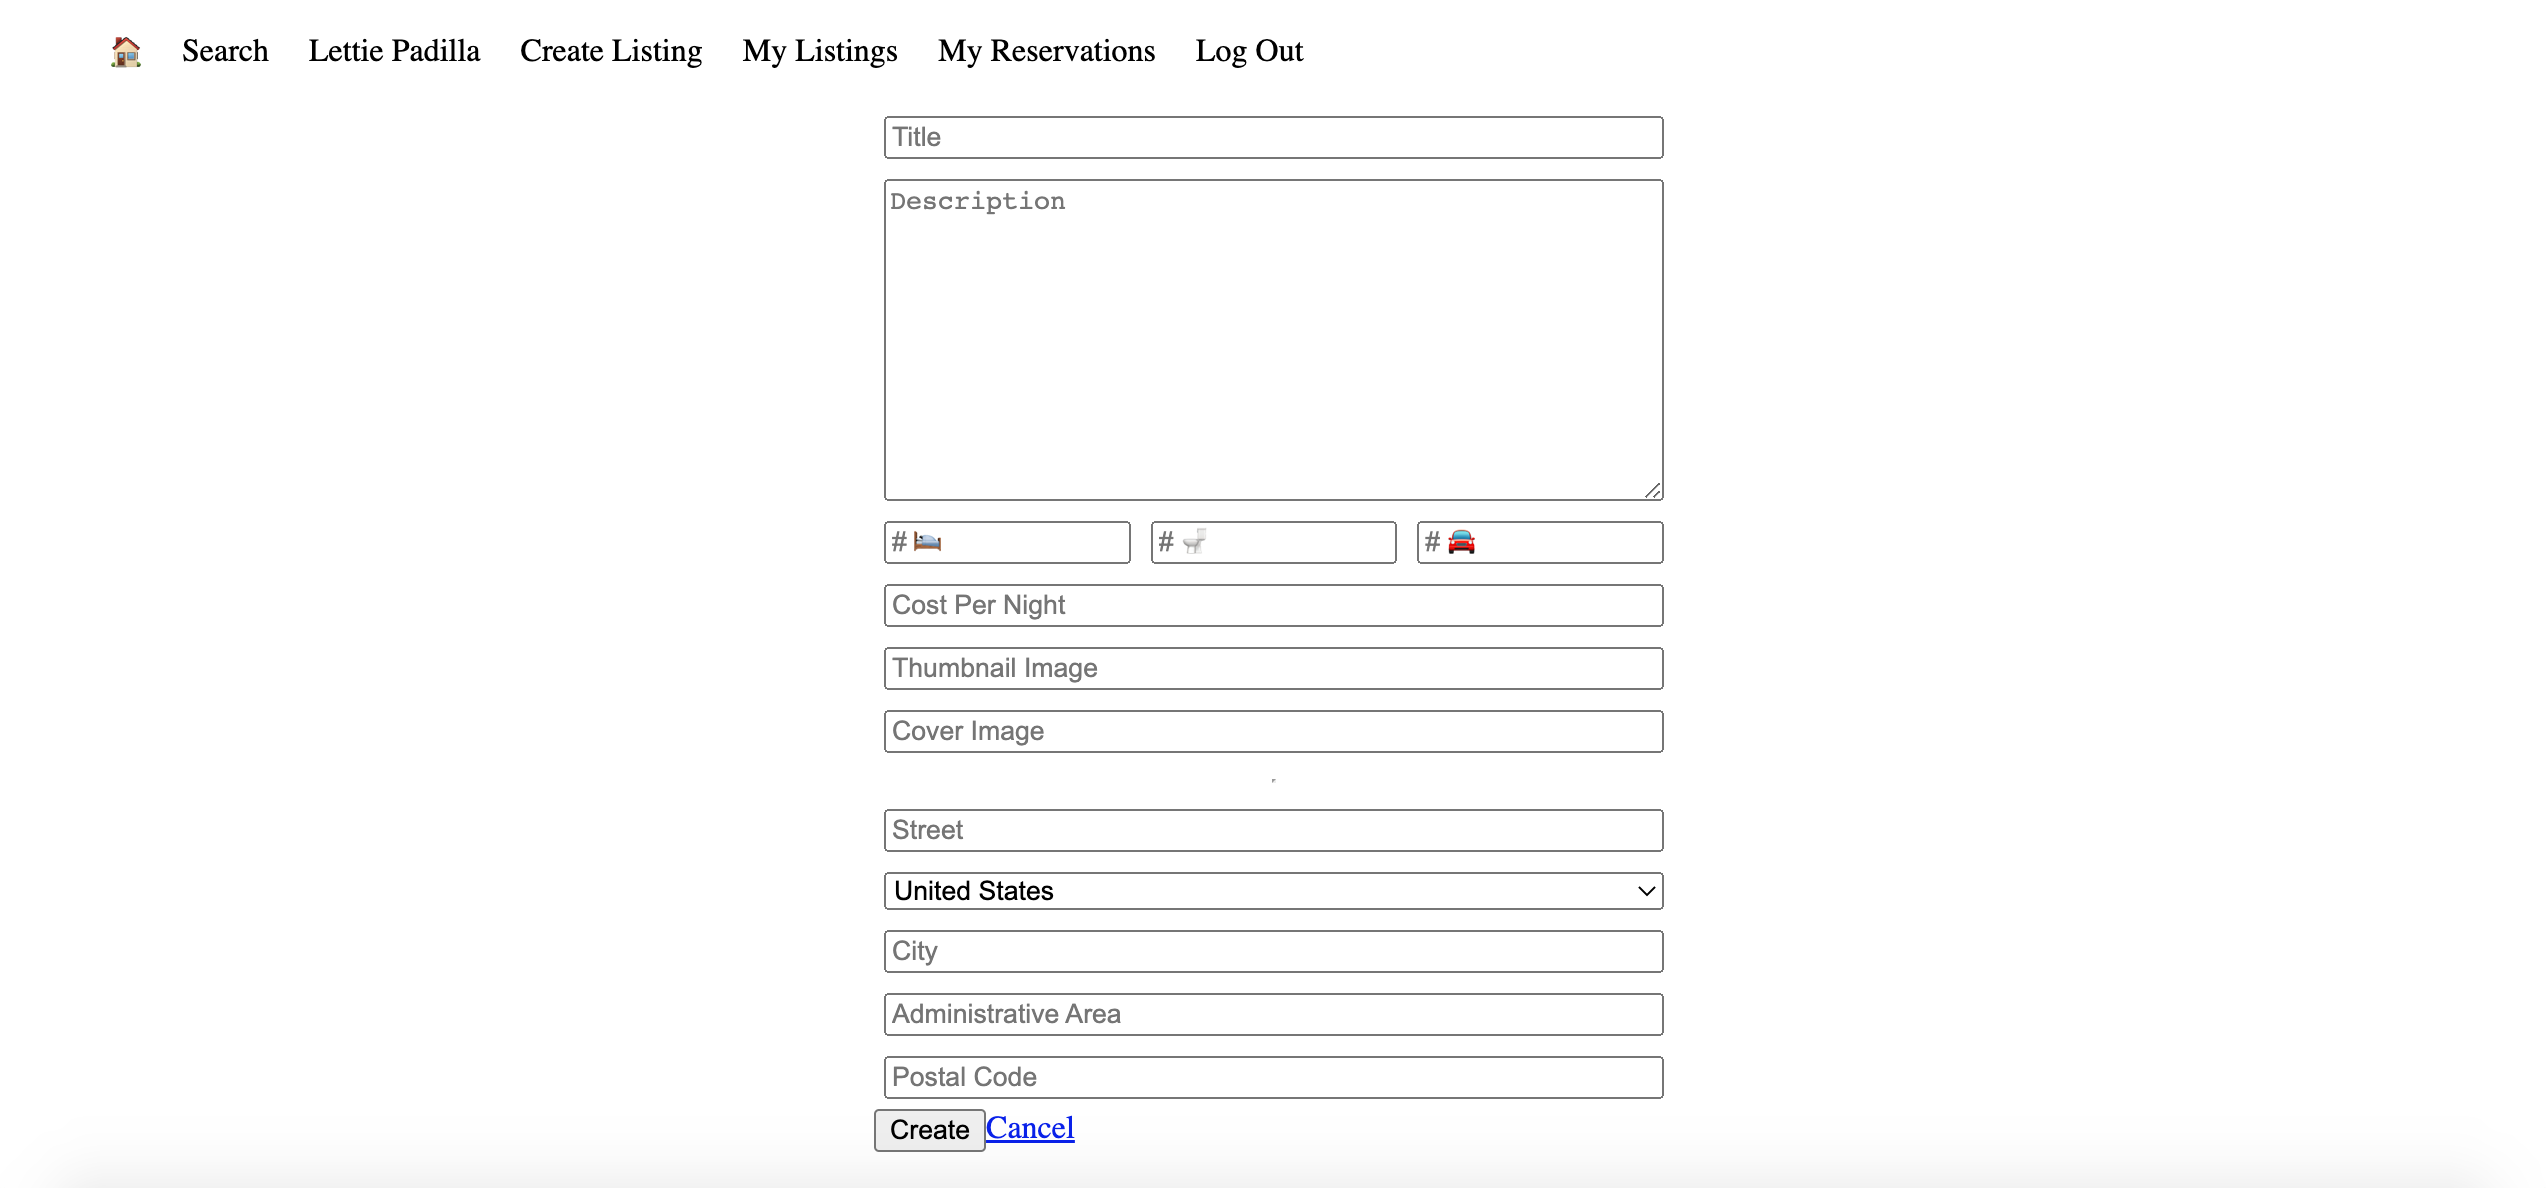 🏠 Search Lettie Padilla Create Listing My Listings My Reservations Log Out
Title
Description
# 🛏️ # 🚽 # 🚘
Cost Per Night
Thumbnail Image
Cover Image
Street
United States
City
Administrative Area
Postal Code
Create Cancel